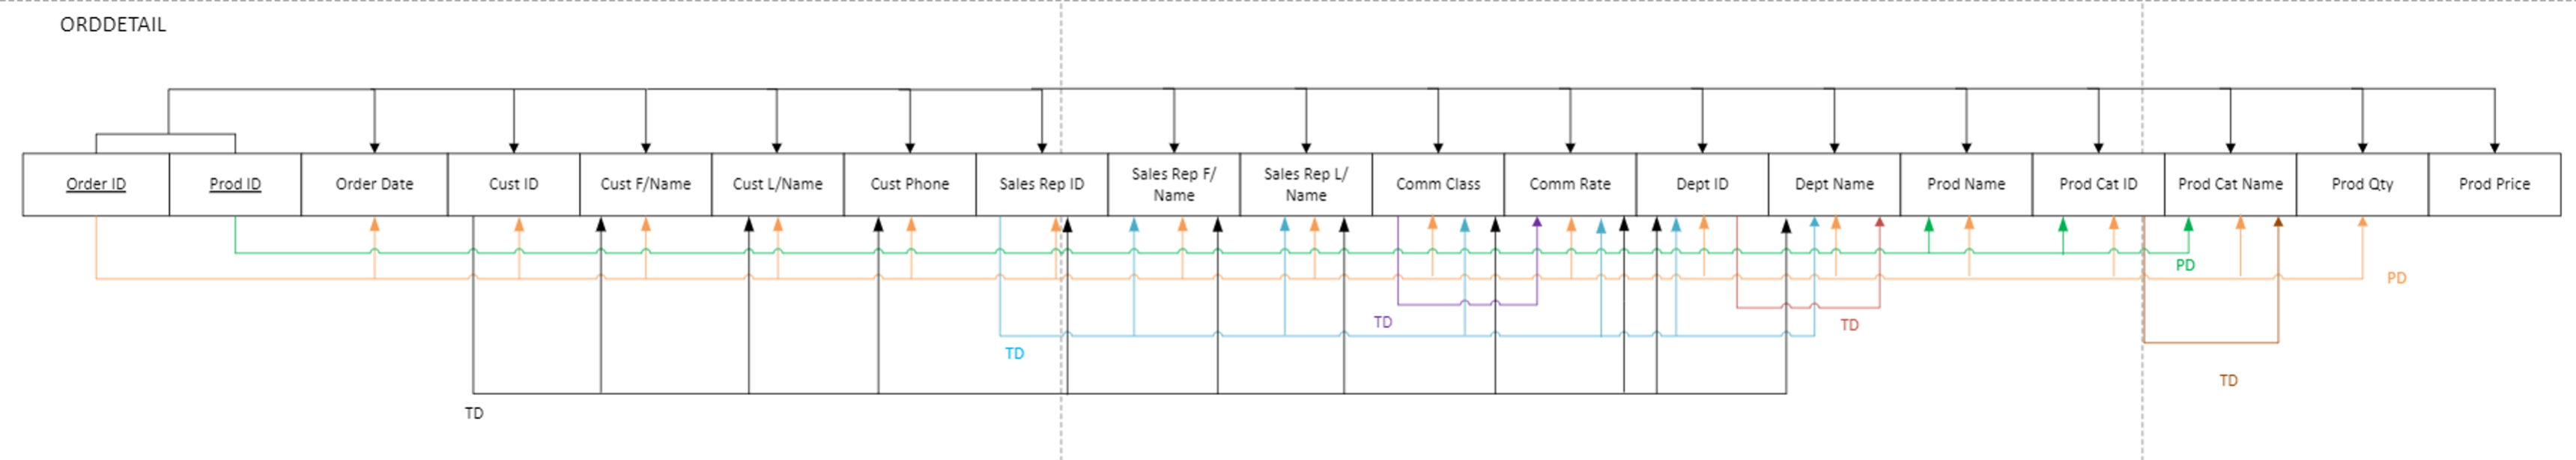 ORDDETAIL
Order ID
Prod ID
Order Date
Cust ID
Cust F/Name
Cust L/Name
Cust Phone
Sales Rep ID
Sales Rep F/
Name
Sales Rep L/
Name
Comm Class
Comm Rate
Dept ID
Dept Name
Prod Name
Prod Cat ID
Prod Cat Name
Prod Qty
Prod Price
PD
PD
TD
TD
TD
TD
TD